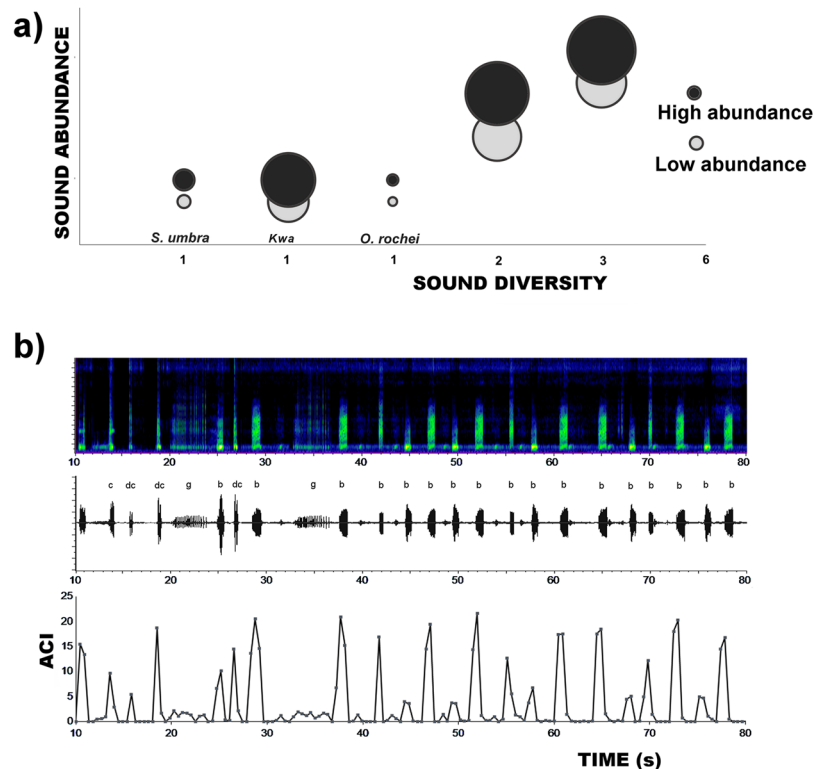 a)
SOUND ABUNDANCE
High abundance
Low abundance
S. umbra Kwa O. rochei
1 1 1 2 3 6
SOUND DIVERSITY
b)
10 20 30 40 50 60 70 80
c dc dc g b dc b g b b b b b b b b b b b b b b b
10 20 30 40 50 60 70 80
25
20
15
10
5
0
ACI
10 20 30 40 50 60 70 80
TIME (s)